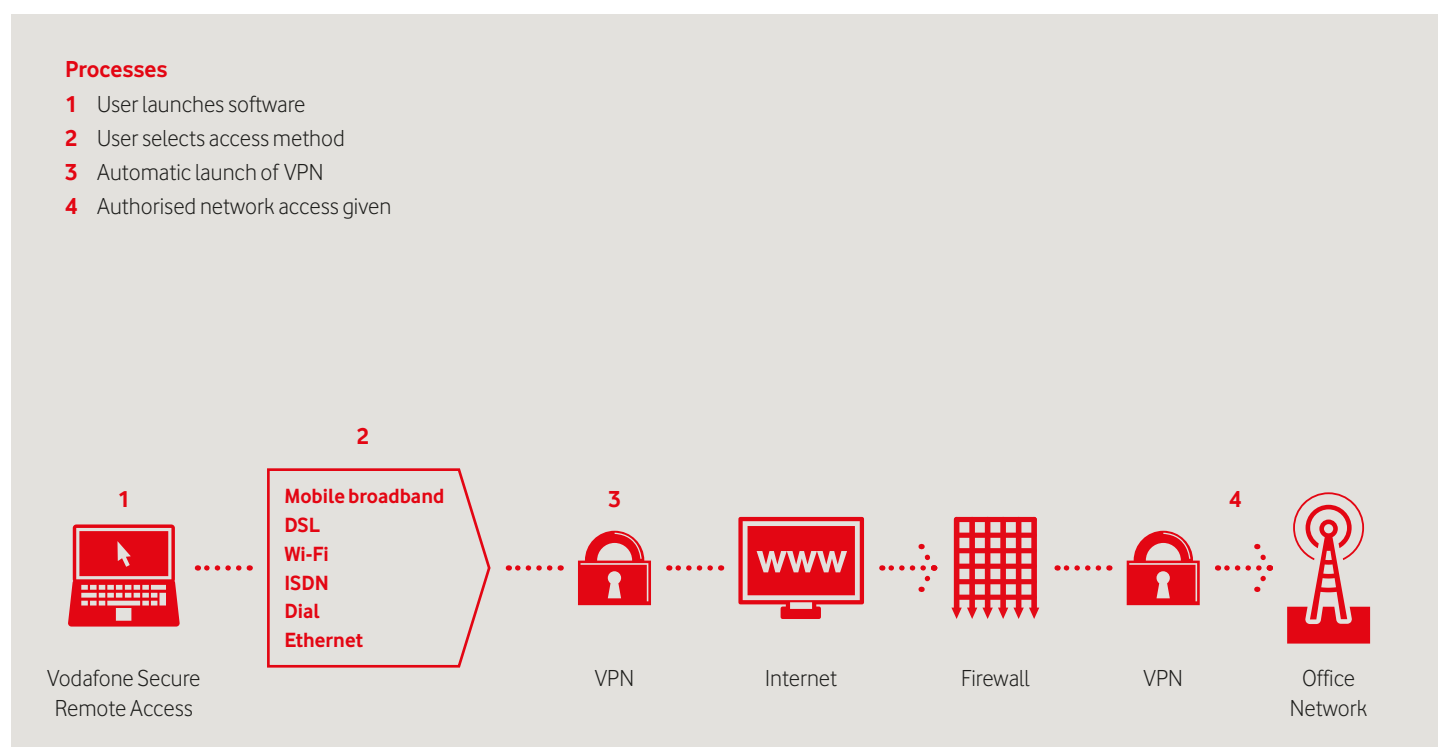 Processes
1 User launches software
2 User selects access method
3 Automatic launch of VPN
4 Authorised network access given
2
1
Mobile broadband
DSL
Wi-Fi
ISDN
Dial
Ethernet
3
www
4
Vodafone Secure
Remote Access
VPN
Internet
Firewall
VPN
Office
Network